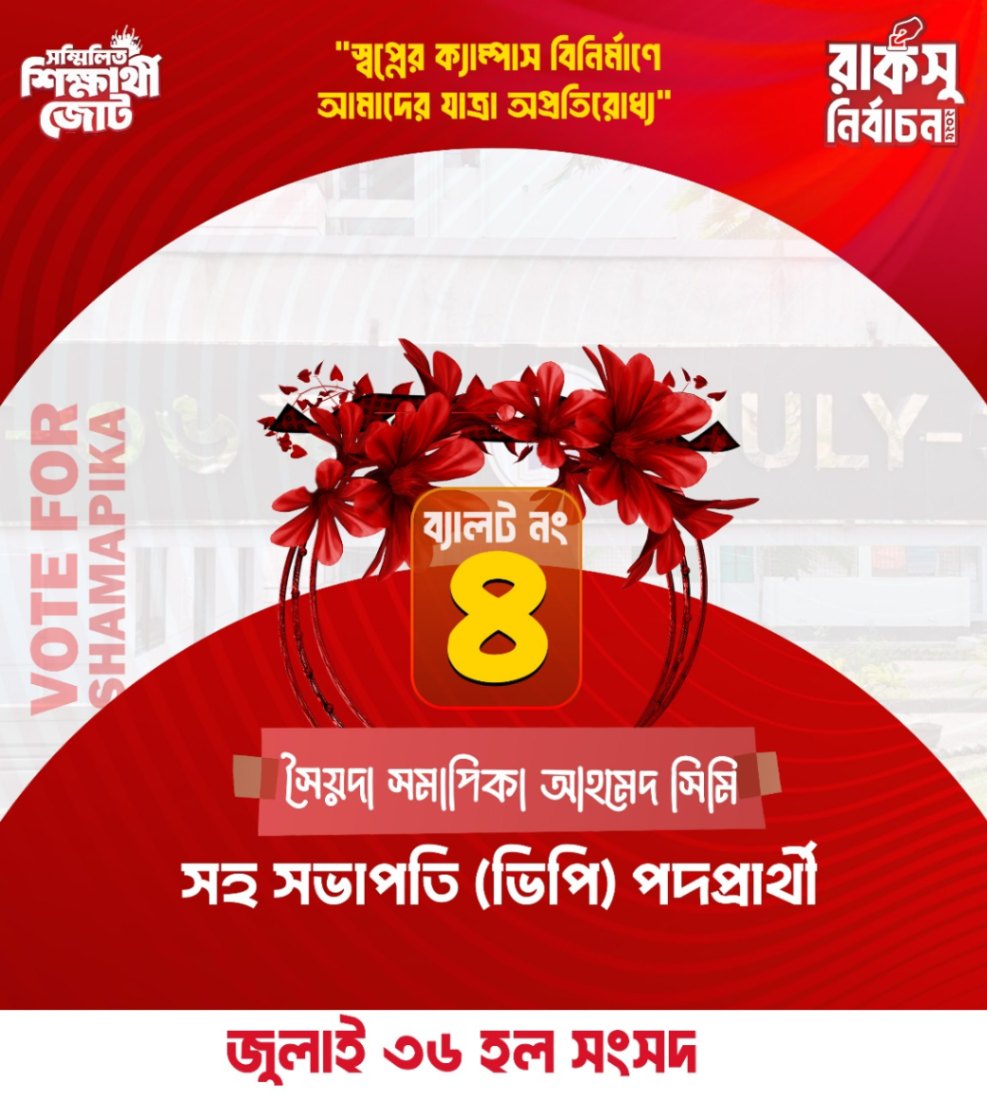 সম্মিলিত
শিক্ষার্থী
জোট
"স্বপ্নের ক্যাম্পাস বিনির্মাণে
আমাদের যাত্রা অপ্রতিরোধ্য"
রাকসু
নির্বাচন
VOTE FOR
SHAMAPIKA
JULY-
ব্যালট নং
৪
সৈয়দা সমাপিকা আহমেদ সিমি
সহ সভাপতি (ভিপি) পদপ্রার্থী
জুলাই ৩৬ হল সংসদ